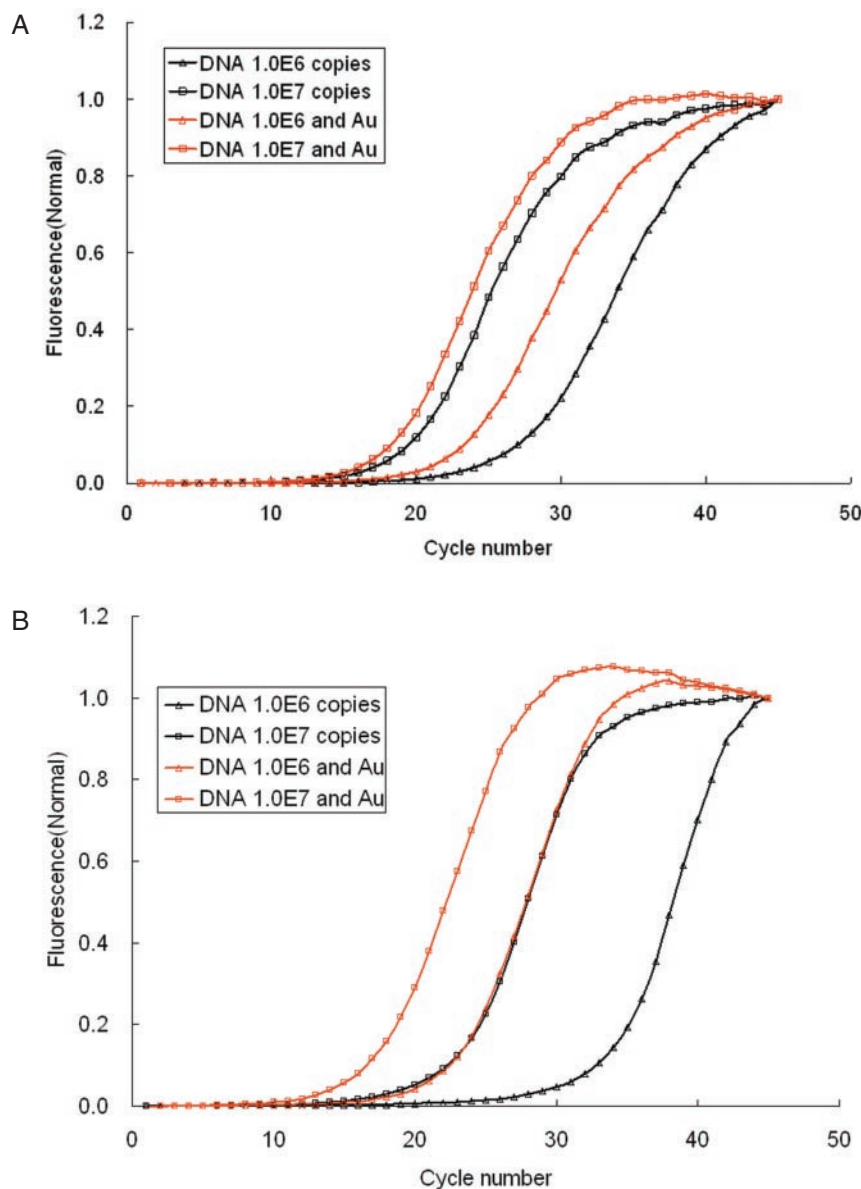 A
1.2
1.0
0.8
0.6
0.4
0.2
0.0
Fluorescence(Normal)
DNA 1.0E6 copies
DNA 1.0E7 copies
DNA 1.0E6 and Au
DNA 1.0E7 and Au
0 10 20 30 40 50
Cycle number
B
1.2
1.0
0.8
0.6
0.4
0.2
0.0
Fluorescence(Normal)
DNA 1.0E6 copies
DNA 1.0E7 copies
DNA 1.0E6 and Au
DNA 1.0E7 and Au
0 10 20 30 40 50
Cycle number